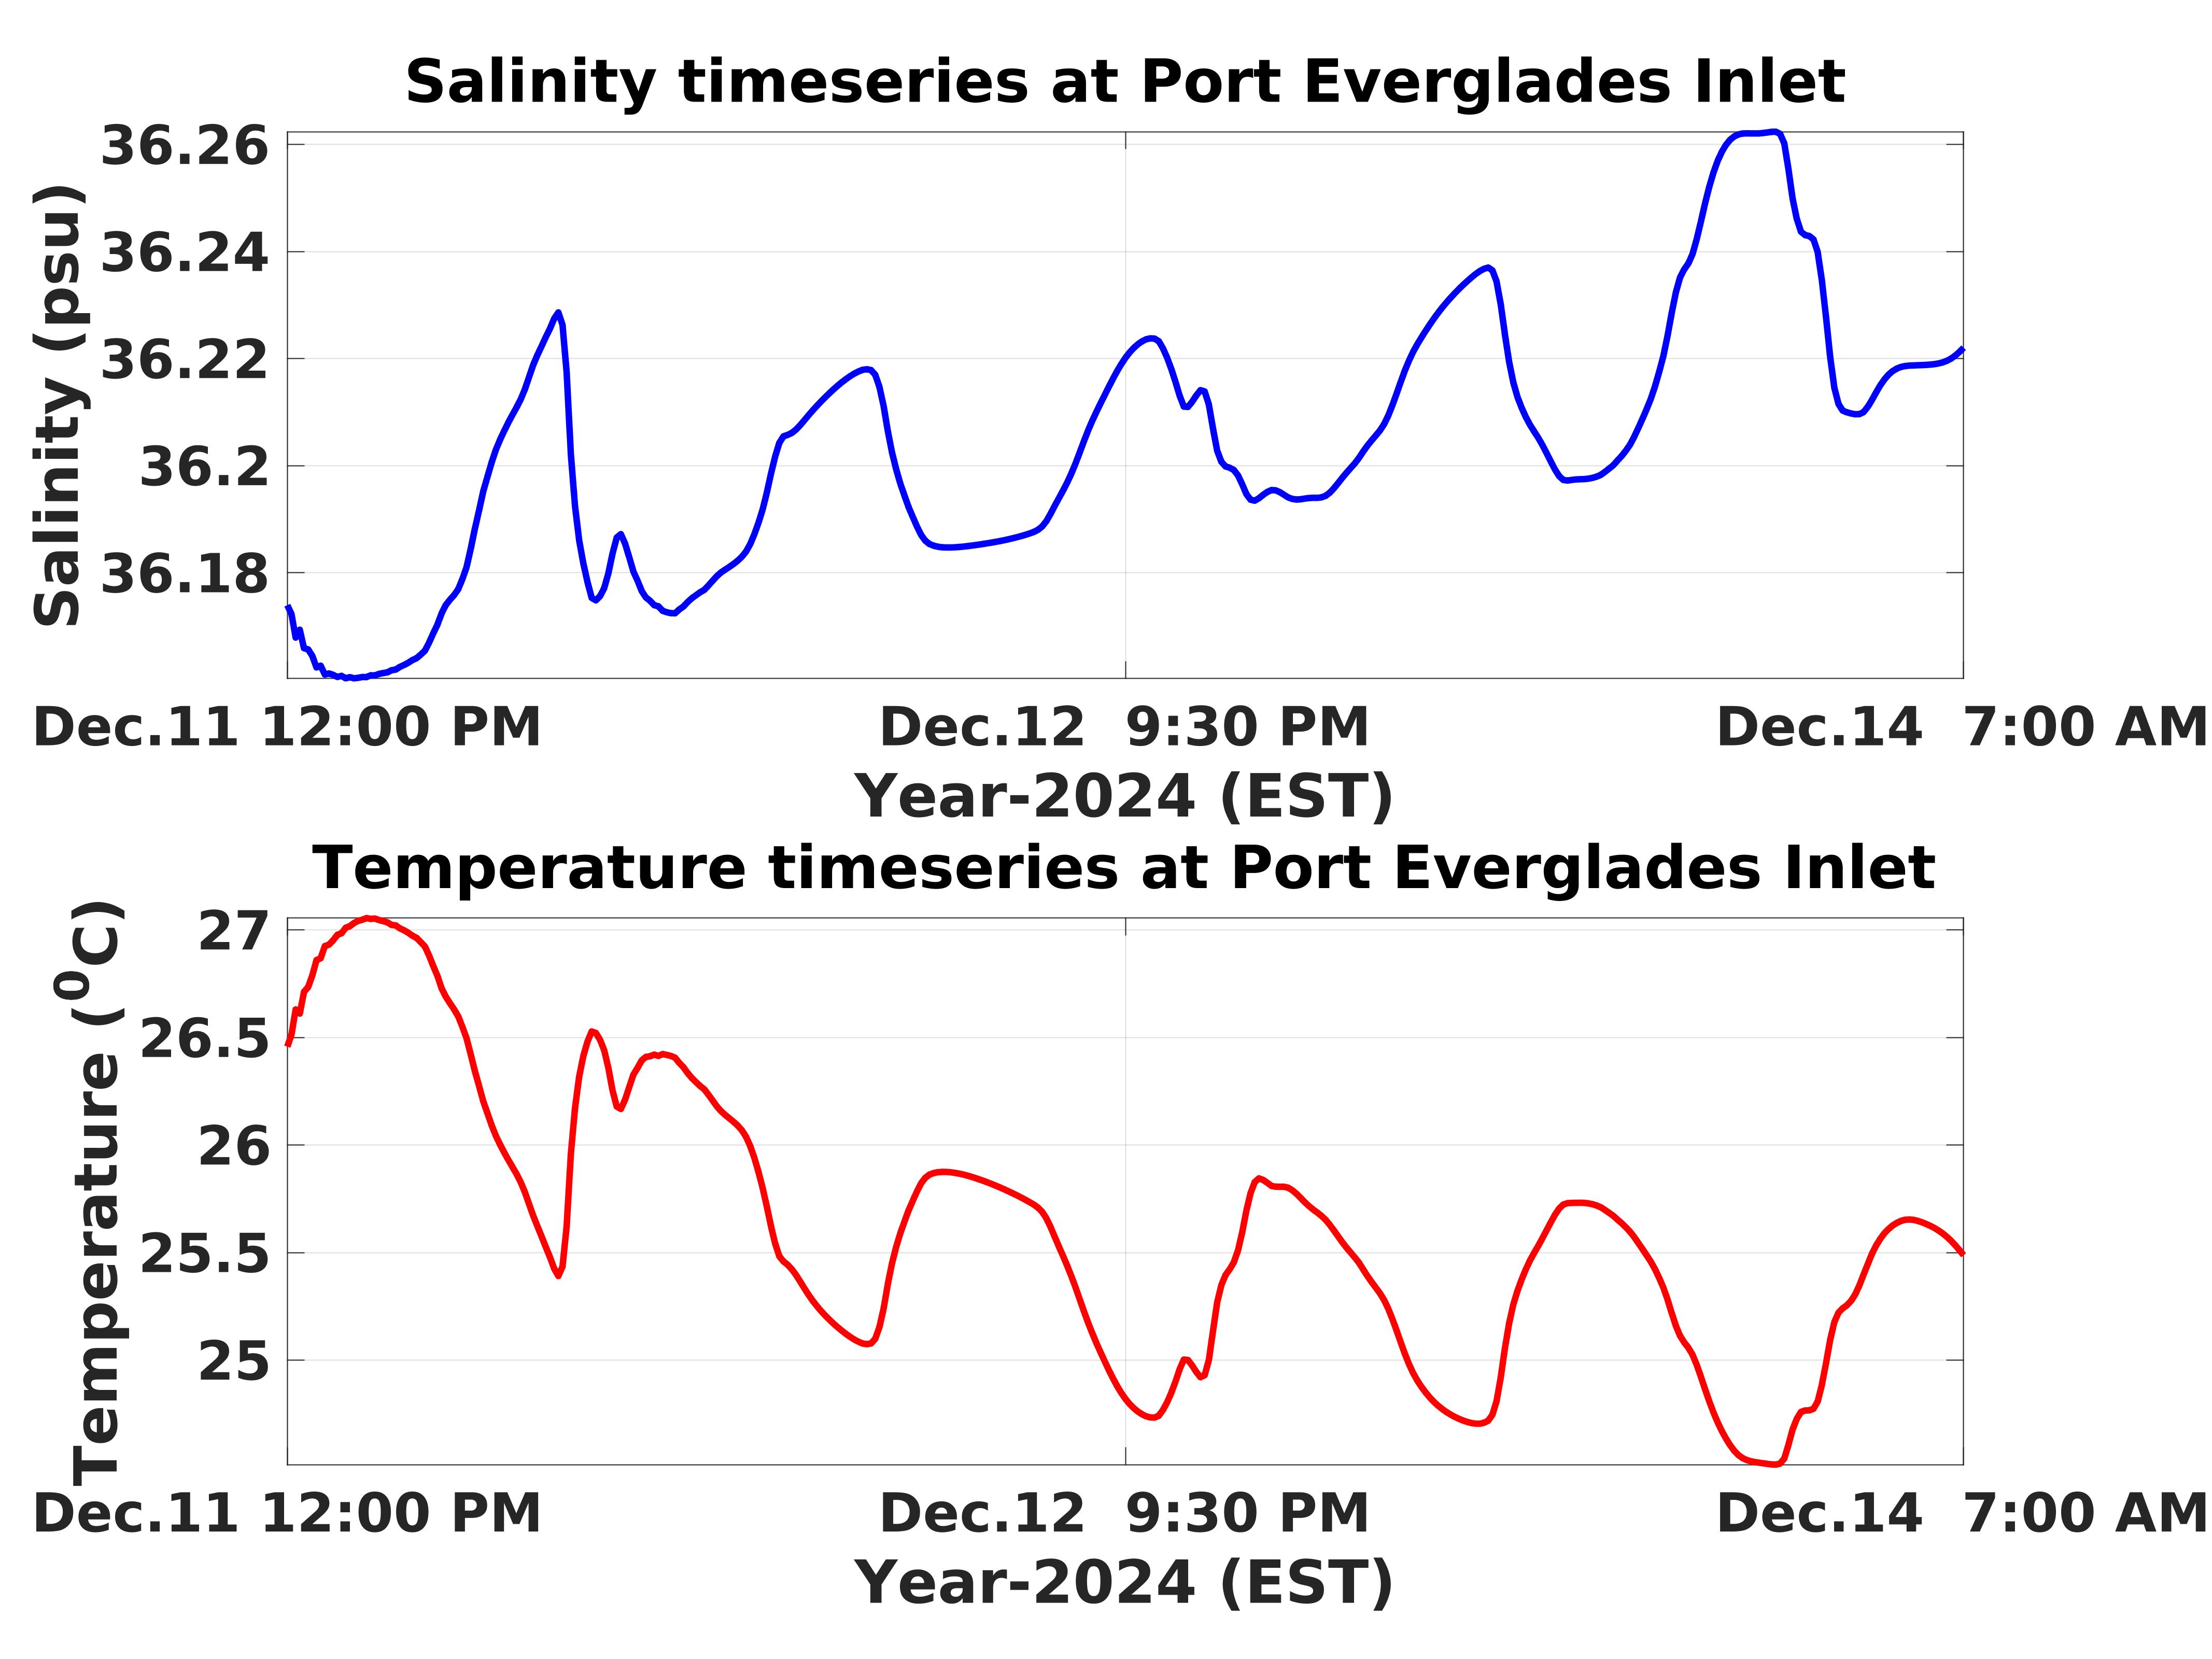 Salinity timeseries at Port Everglades Inlet
Salinity (psu)
36.26
36.24
36.22
36.2
36.18
Dec.11 12:00 PM Dec.12 9:30 PM Dec.14 7:00 AM
Year-2024 (EST)
Temperature timeseries at Port Everglades Inlet
Temperature (⁰C)
27
26.5
26
25.5
25
Dec.11 12:00 PM Dec.12 9:30 PM Dec.14 7:00 AM
Year-2024 (EST)